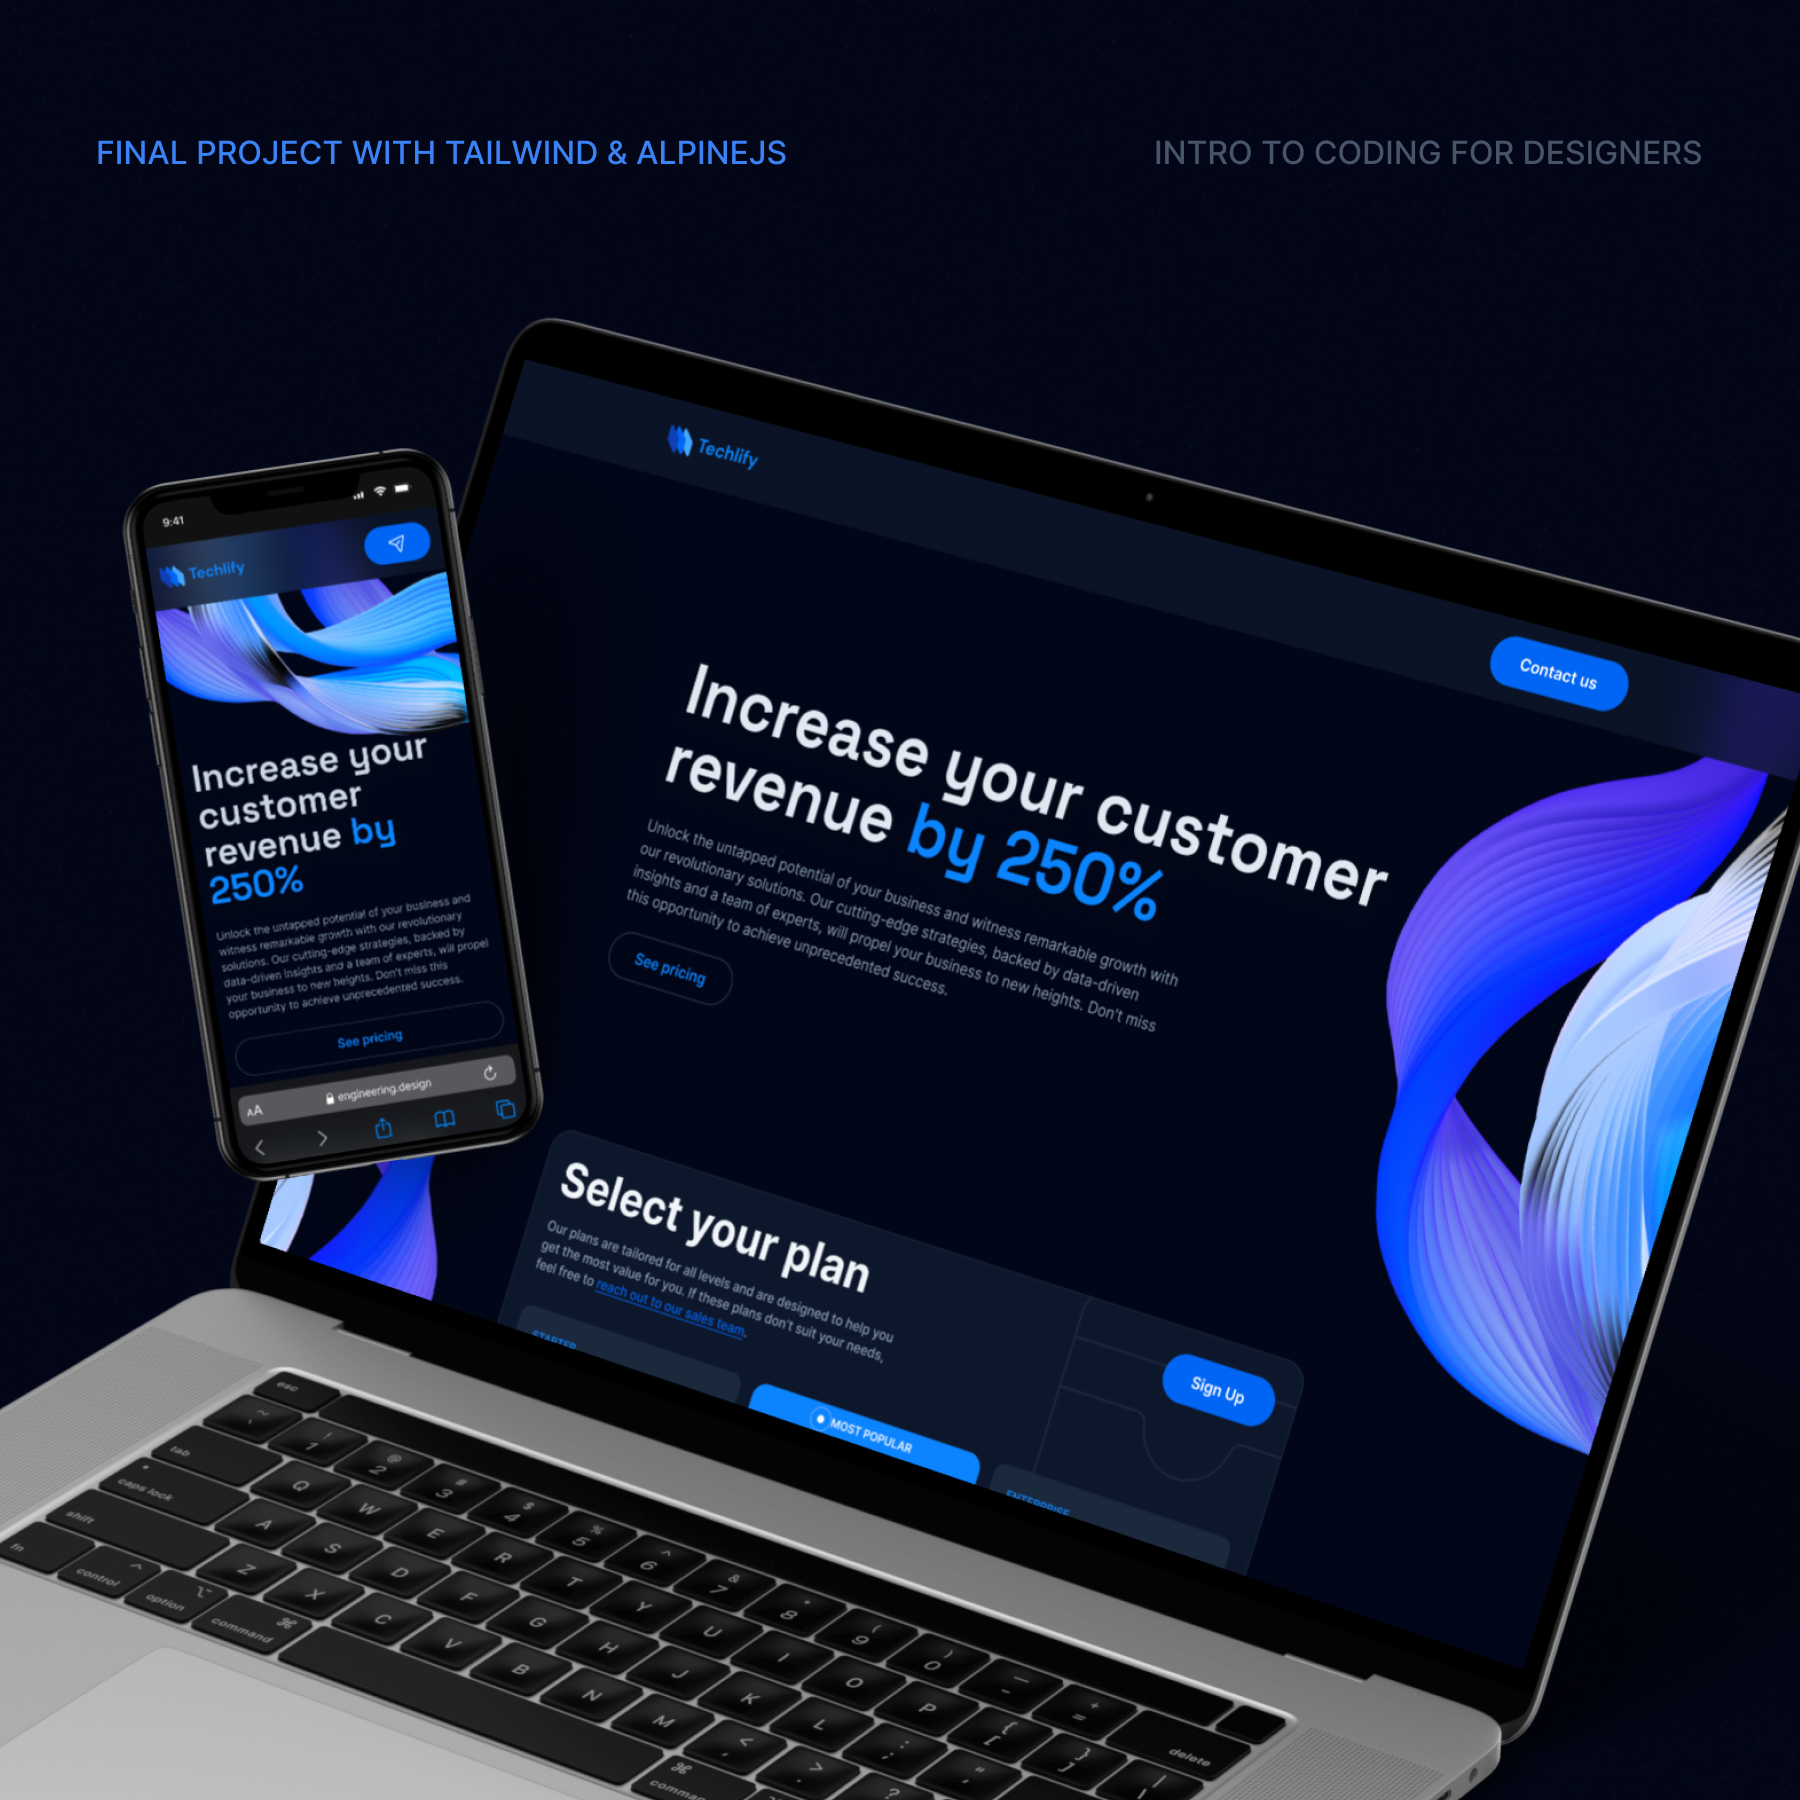 FINAL PROJECT WITH TAILWIND & ALPINEJS
INTRO TO CODING FOR DESIGNERS
9:41
Techlify
Increase your
customer
revenue by
250%
Unlock the untapped potential of your business and
witness remarkable growth with our revolutionary
solutions. Our cutting-edge strategies, backed by
data-driven insights and a team of experts, will propel
your business to new heights. Don't miss this
opportunity to achieve unprecedented success.
See pricing
AA
engineering.design
Techlify
Contact us
Increase your customer
revenue by 250%
Unlock the untapped potential of your business and witness remarkable growth with
our revolutionary solutions. Our cutting-edge strategies, backed by data-driven
insights and a team of experts, will propel your business to new heights. Don't miss
this opportunity to achieve unprecedented success.
See pricing
Select your plan
Our plans are tailored for all levels and are designed to help you
get the most value for you. If these plans don't suit your needs,
feel free to reach out to our sales team.
Sign Up
STARTER
MOST POPULAR
ENTERPRISE
esc
~ `
! 1
@ 2
# 3
$ 4
% 5
^ 6
& 7
* 8
( 9
) 0
— -
+ =
delete
tab
Q W E R T Y U I O P { [ } ] | \
caps lock
A S D F G H J K L : ; " '
shift
Z X C V B N M < , > . ?
fn
control
option
command